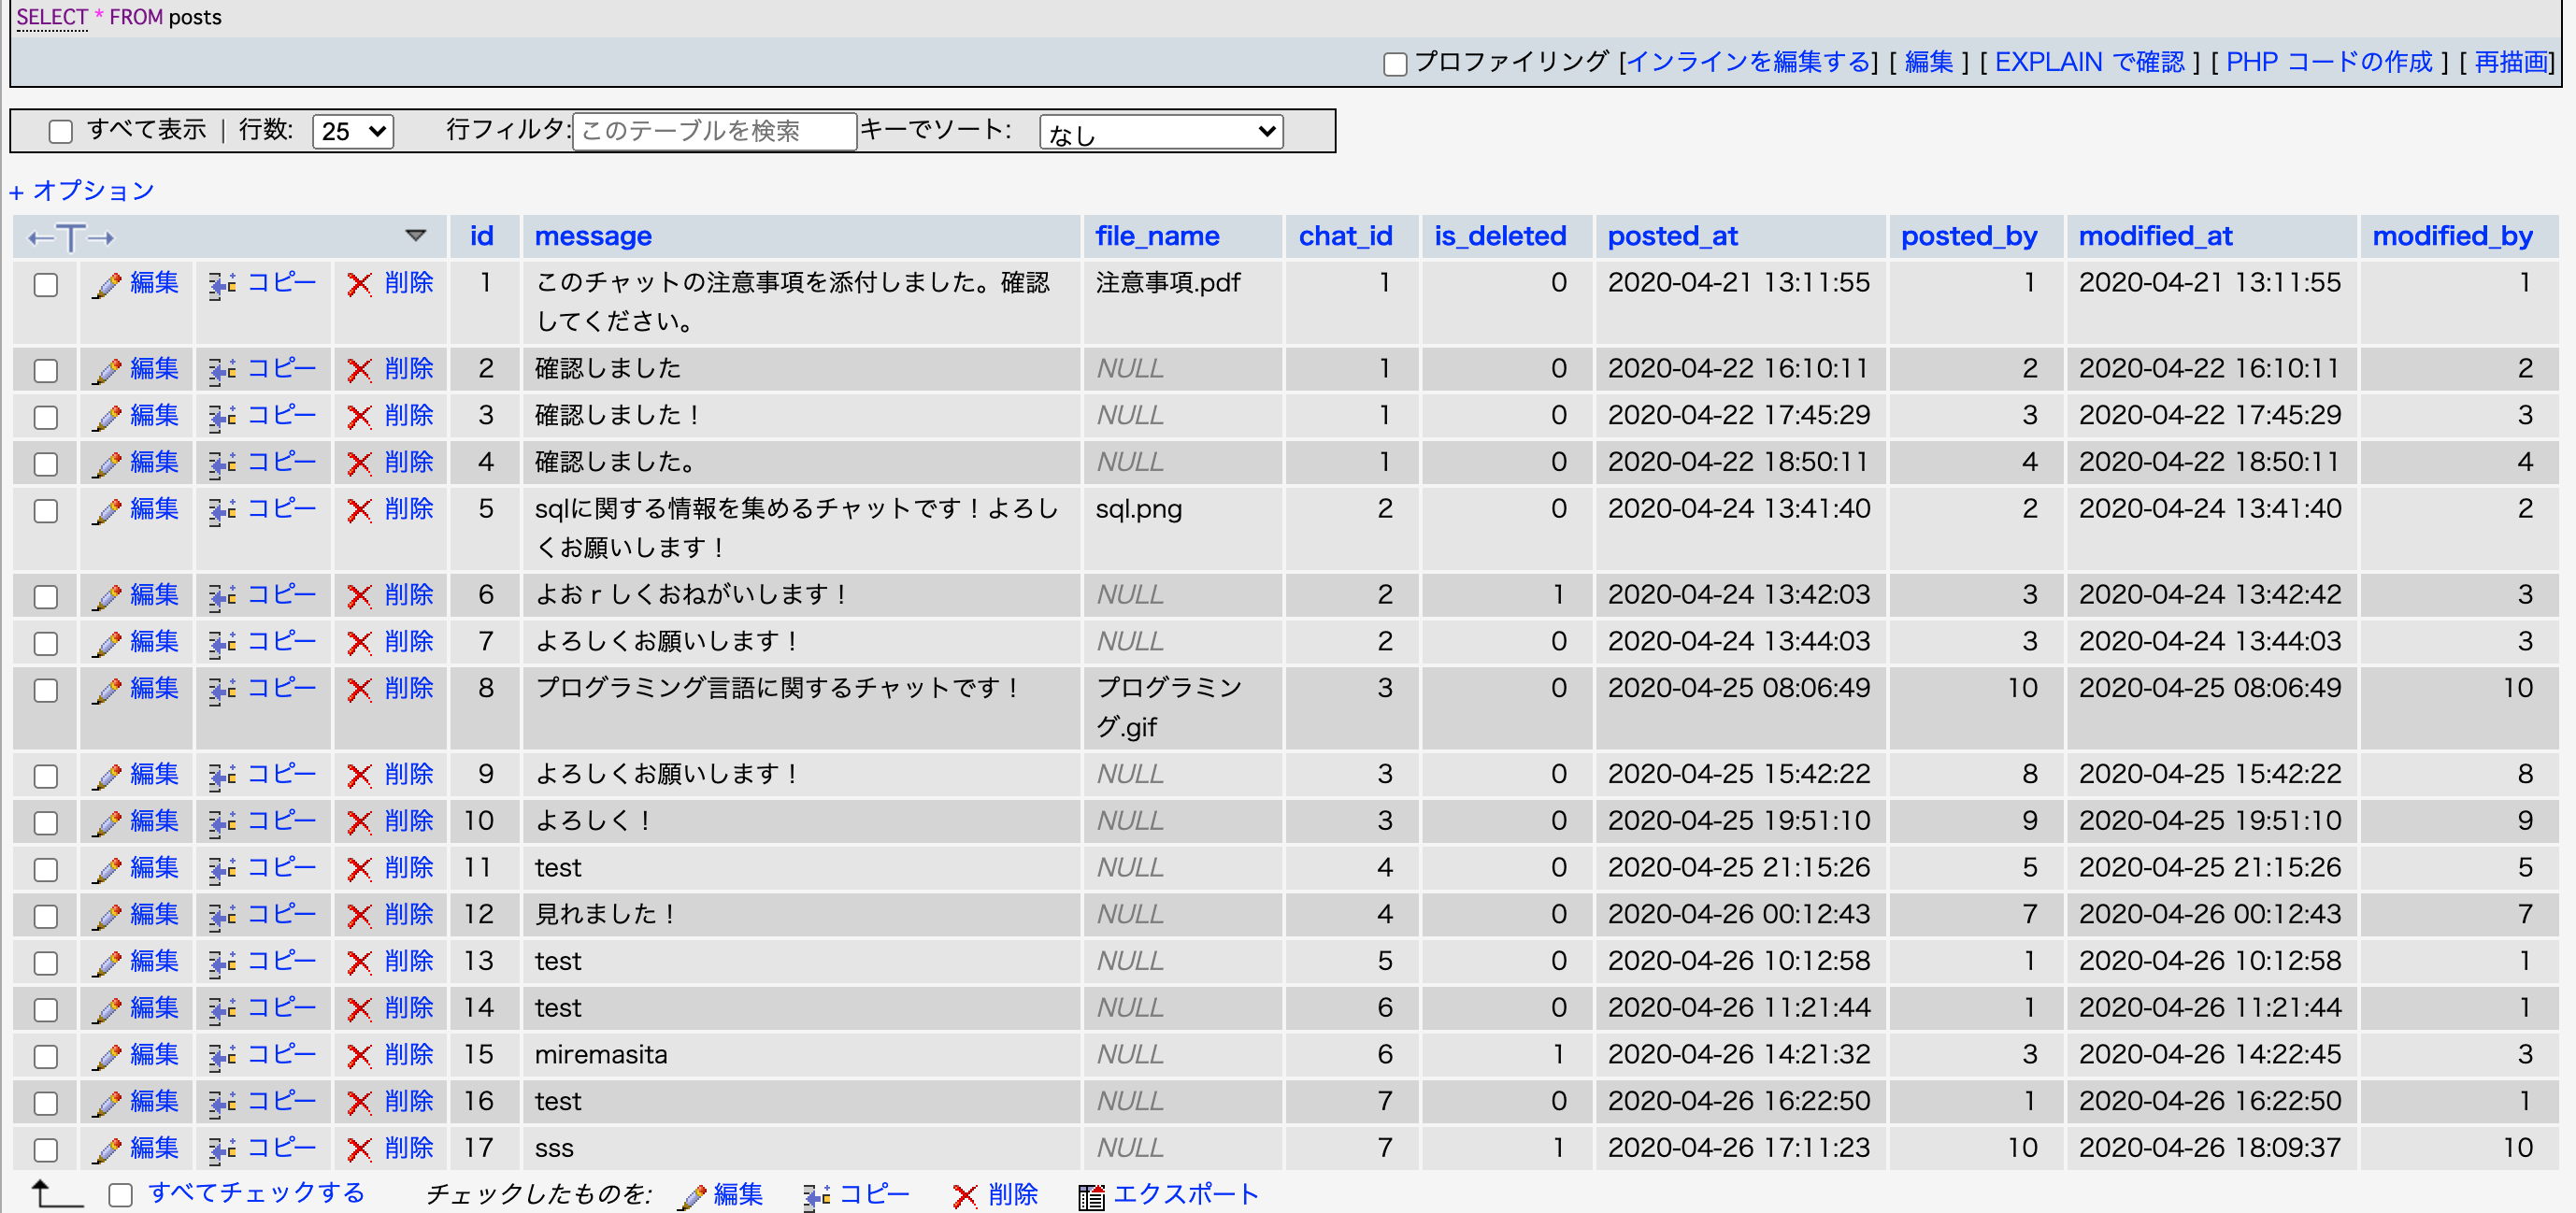 SELECT * FROM posts
プロファイリング [インラインを編集する] [ 編集 ] [ EXPLAIN で確認 ] [ PHP コードの作成 ] [ 再描画]
すべて表示 | 行数: 25 行フィルタ: このテーブルを検索 キーでソート: なし
+ オプション
←T→ id message file_name chat_id is_deleted posted_at posted_by modified_at modified_by
編集 コピー 削除 1 このチャットの注意事項を添付しました。確認 注意事項.pdf 1 0 2020-04-21 13:11:55 1 2020-04-21 13:11:55 1
してください。
編集 コピー 削除 2 確認しました NULL 1 0 2020-04-22 16:10:11 2 2020-04-22 16:10:11 2
編集 コピー 削除 3 確認しました！ NULL 1 0 2020-04-22 17:45:29 3 2020-04-22 17:45:29 3
編集 コピー 削除 4 確認しました。 NULL 1 0 2020-04-22 18:50:11 4 2020-04-22 18:50:11 4
編集 コピー 削除 5 sqlに関する情報を集めるチャットです！よろし sql.png 2 0 2020-04-24 13:41:40 2 2020-04-24 13:41:40 2
くお願いします！
編集 コピー 削除 6 よおｒしくおねがいします！ NULL 2 1 2020-04-24 13:42:03 3 2020-04-24 13:42:42 3
編集 コピー 削除 7 よろしくお願いします！ NULL 2 0 2020-04-24 13:44:03 3 2020-04-24 13:44:03 3
編集 コピー 削除 8 プログラミング言語に関するチャットです！ プログラミン 3 0 2020-04-25 08:06:49 10 2020-04-25 08:06:49 10
グ.gif
編集 コピー 削除 9 よろしくお願いします！ NULL 3 0 2020-04-25 15:42:22 8 2020-04-25 15:42:22 8
編集 コピー 削除 10 よろしく！ NULL 3 0 2020-04-25 19:51:10 9 2020-04-25 19:51:10 9
編集 コピー 削除 11 test NULL 4 0 2020-04-25 21:15:26 5 2020-04-25 21:15:26 5
編集 コピー 削除 12 見れました！ NULL 4 0 2020-04-26 00:12:43 7 2020-04-26 00:12:43 7
編集 コピー 削除 13 test NULL 5 0 2020-04-26 10:12:58 1 2020-04-26 10:12:58 1
編集 コピー 削除 14 test NULL 6 0 2020-04-26 11:21:44 1 2020-04-26 11:21:44 1
編集 コピー 削除 15 miremasita NULL 6 1 2020-04-26 14:21:32 3 2020-04-26 14:22:45 3
編集 コピー 削除 16 test NULL 7 0 2020-04-26 16:22:50 1 2020-04-26 16:22:50 1
編集 コピー 削除 17 sss NULL 7 1 2020-04-26 17:11:23 10 2020-04-26 18:09:37 10
すべてチェックする チェックしたものを: 編集 コピー 削除 エクスポート